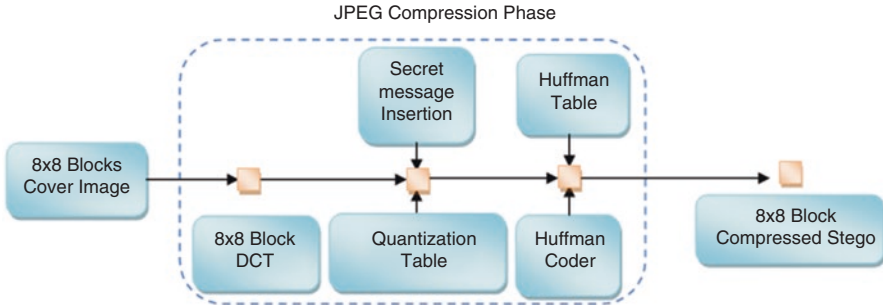 JPEG Compression Phase
Secret
message
Insertion
Huffman
Table
8x8 Blocks
Cover Image
8x8 Block
DCT
Quantization
Table
Huffman
Coder
8x8 Block
Compressed Stego